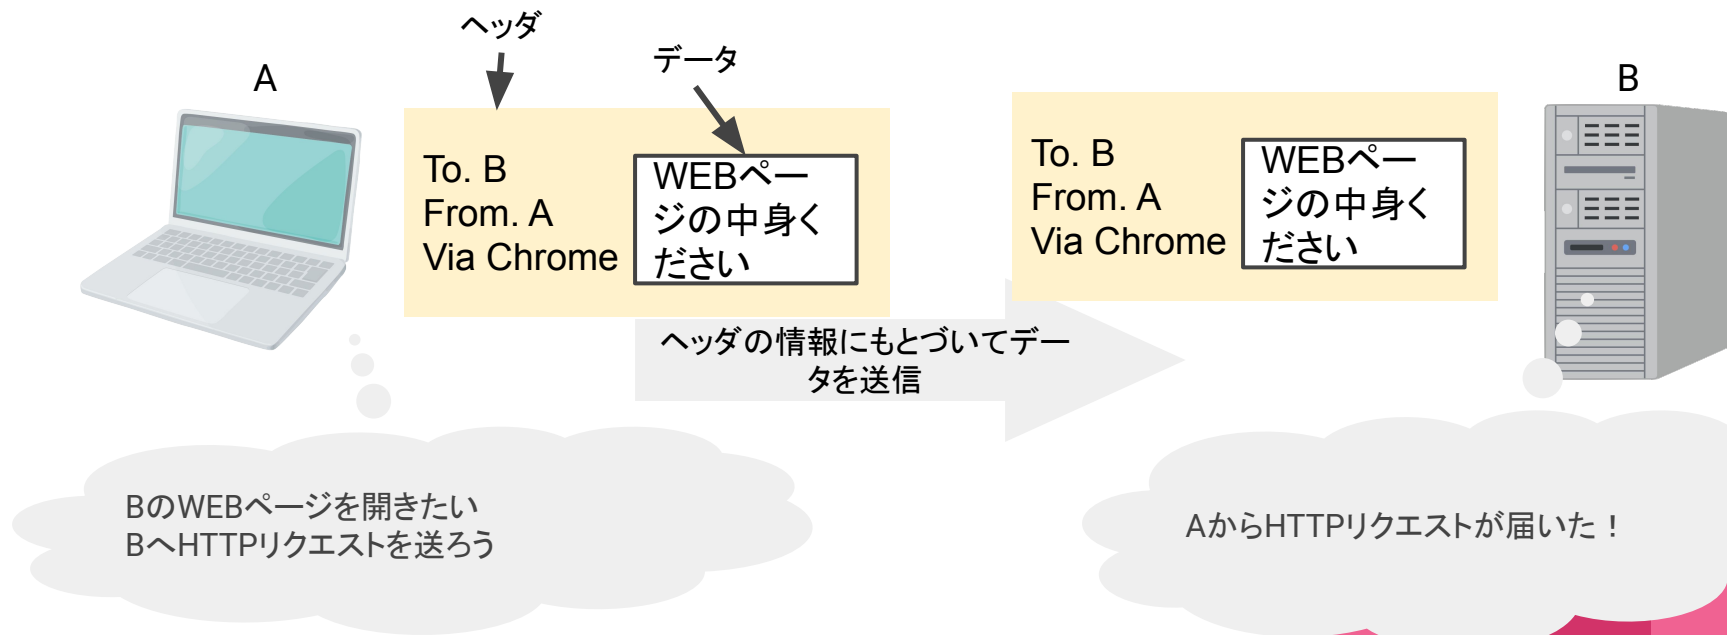 ヘッダ
データ
A
B
To. B
From. A
Via Chrome
WEBペー
ジの中身く
ださい
To. B
From. A
Via Chrome
WEBペー
ジの中身く
ださい
ヘッダの情報にもとづいてデー
タを送信
BのWEBページを開きたい
BへHTTPリクエストを送ろう
AからHTTPリクエストが届いた！